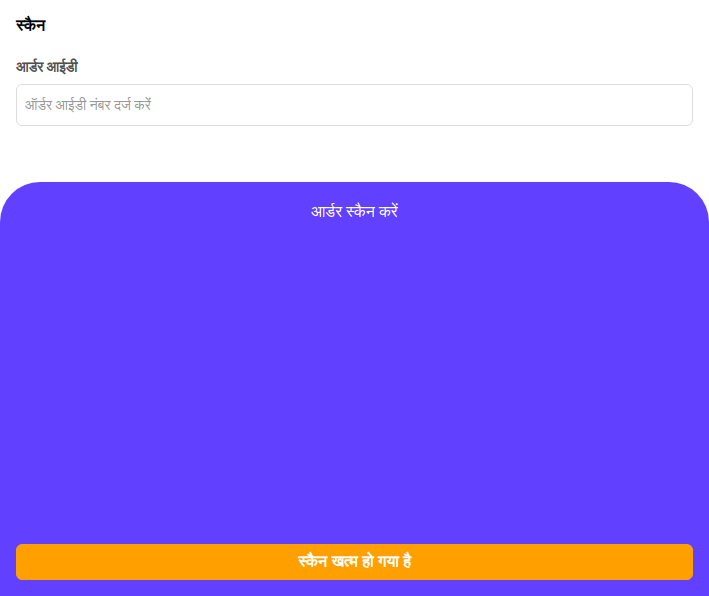 स्कैन
आर्डर आईडी
ऑर्डर आईडी नंबर दर्ज करें
आर्डर स्कैन करें
स्कैन खत्म हो गया है